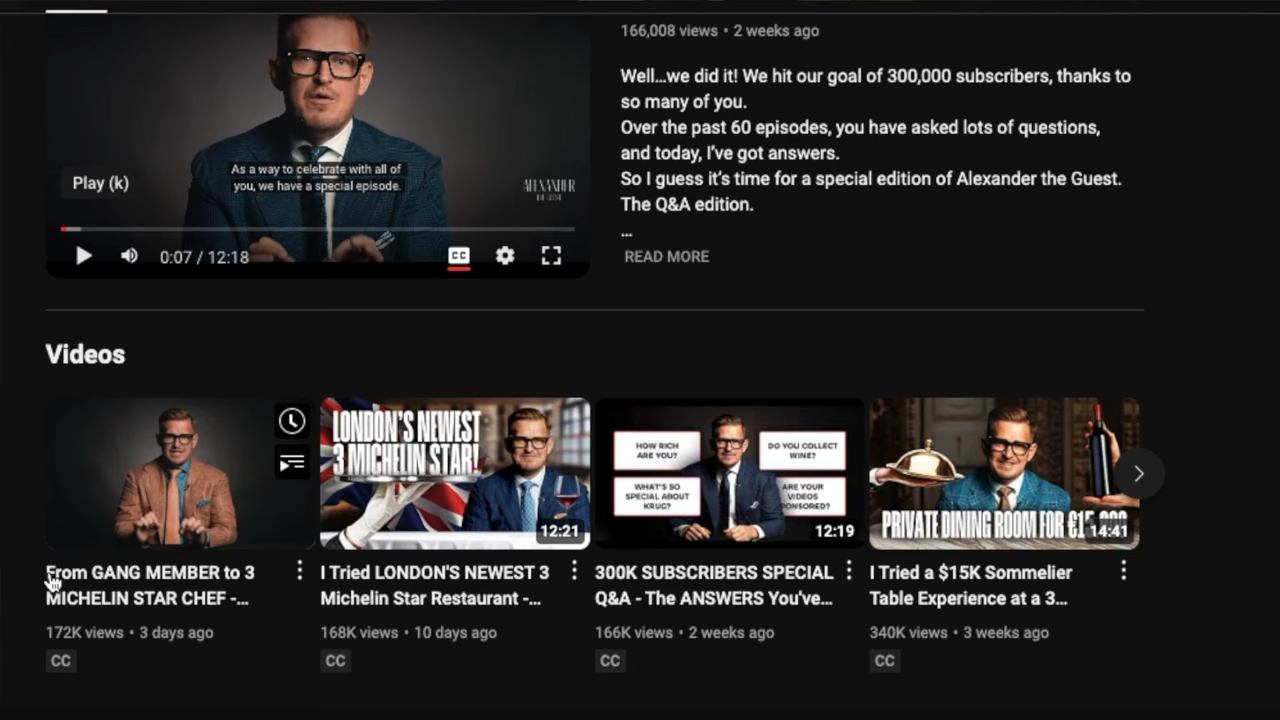 166,008 views • 2 weeks ago
Well...we did it! We hit our goal of 300,000 subscribers, thanks to
so many of you.
Over the past 60 episodes, you have asked lots of questions,
and today, I've got answers.
So I guess it's time for a special edition of Alexander the Guest.
The Q&A edition.
...
READ MORE
As a way to celebrate with all of
you, we have a special episode.
Play (k)
ALEXANDER
THE GUEST
0:07 / 12:18
CC
Videos
LONDON'S NEWEST
3 MICHELIN STAR!
12:21
HOW RICH
ARE YOU?
DO YOU COLLECT
WINE?
WHAT'S SO
SPECIAL ABOUT
KRUG?
ARE YOUR
VIDEOS
12:19
PRIVATE DINING ROOM FOR
14:41
From GANG MEMBER to 3
MICHELIN STAR CHEF -...
172K views • 3 days ago
CC
I Tried LONDON'S NEWEST 3
Michelin Star Restaurant -...
168K views • 10 days ago
CC
300K SUBSCRIBERS SPECIAL
Q&A - The ANSWERS You've...
166K views • 2 weeks ago
CC
I Tried a $15K Sommelier
Table Experience at a 3...
340K views • 3 weeks ago
CC